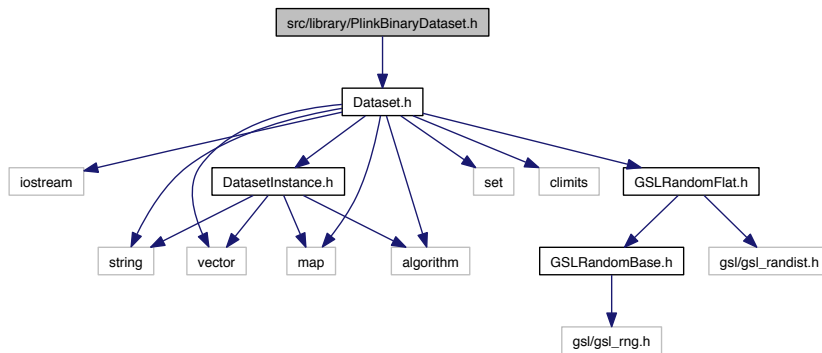 src/library/PlinkBinaryDataset.h
Dataset.h
iostream
DatasetInstance.h
set
climits
GSLRandomFlat.h
string
vector
map
algorithm
GSLRandomBase.h
gsl/gsl_randist.h
gsl/gsl_rng.h